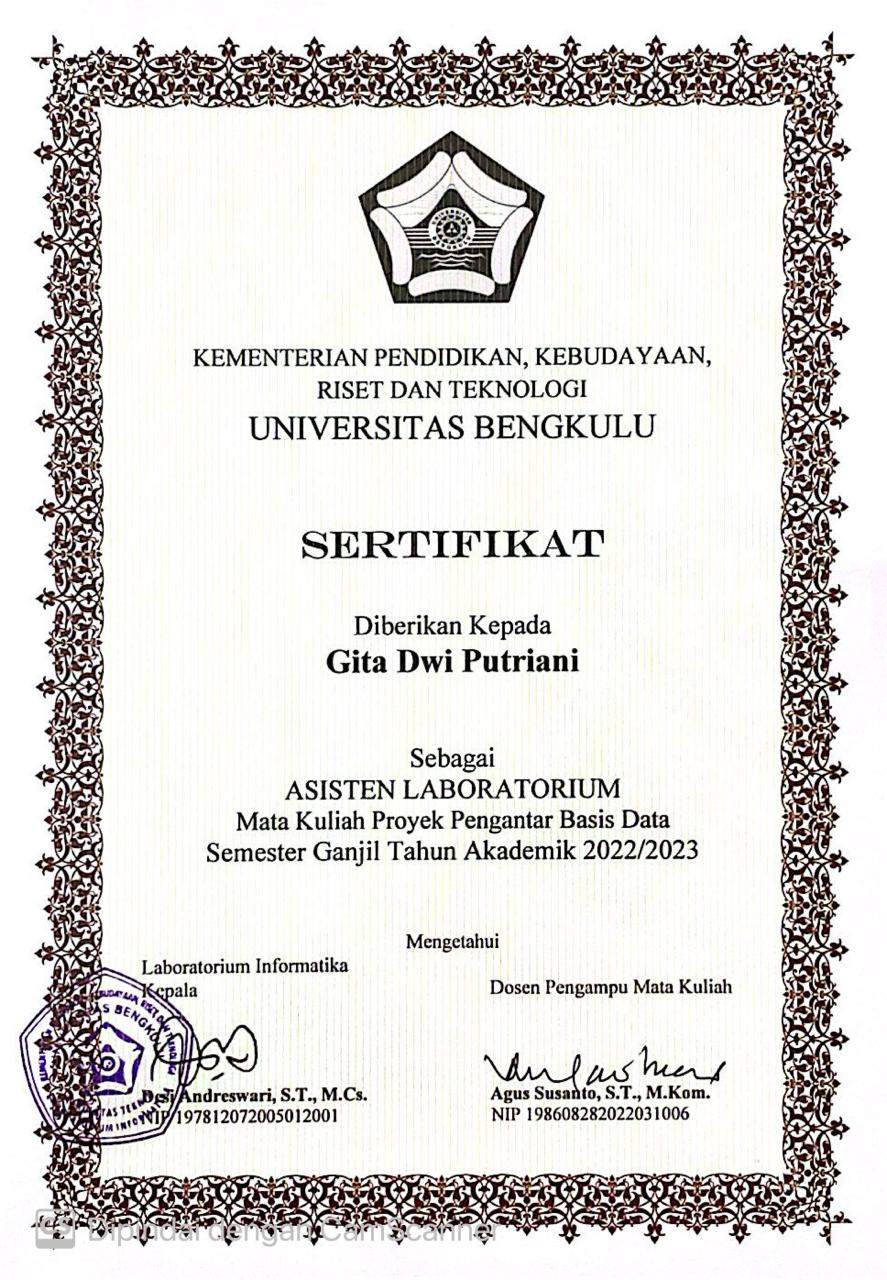 KEMENTERIAN PENDIDIKAN, KEBUDAYAAN,
RISET DAN TEKNOLOGI
UNIVERSITAS BENGKULU
SERTIFIKAT
Diberikan Kepada
Gita Dwi Putriani
Sebagai
ASISTEN LABORATORIUM
Mata Kuliah Proyek Pengantar Basis Data
Semester Ganjil Tahun Akademik 2022/2023
Mengetahui
Laboratorium Informatika
Kepala
Desi Andreswari, S.T., M.Cs.
NIP 197812072005012001
Dosen Pengampu Mata Kuliah
Agus Susanto, S.T., M.Kom.
NIP 198608282022031006
CS Dipindai dengan CamScanner